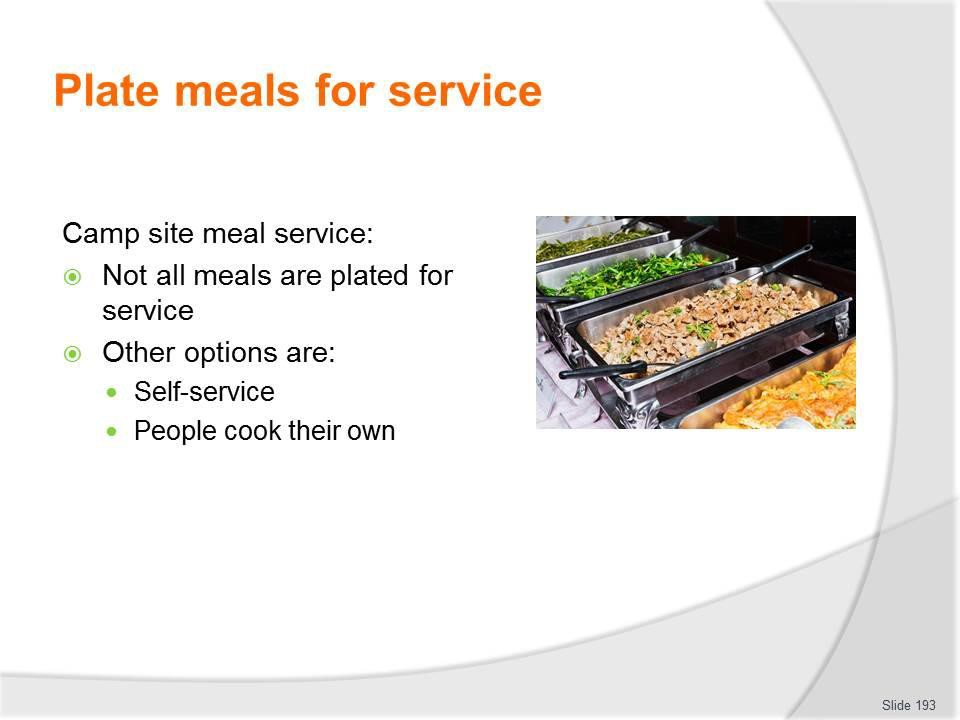 Plate meals for service
Camp site meal service:
Not all meals are plated for
service
Other options are:
Self-service
People cook their own
Slide 193